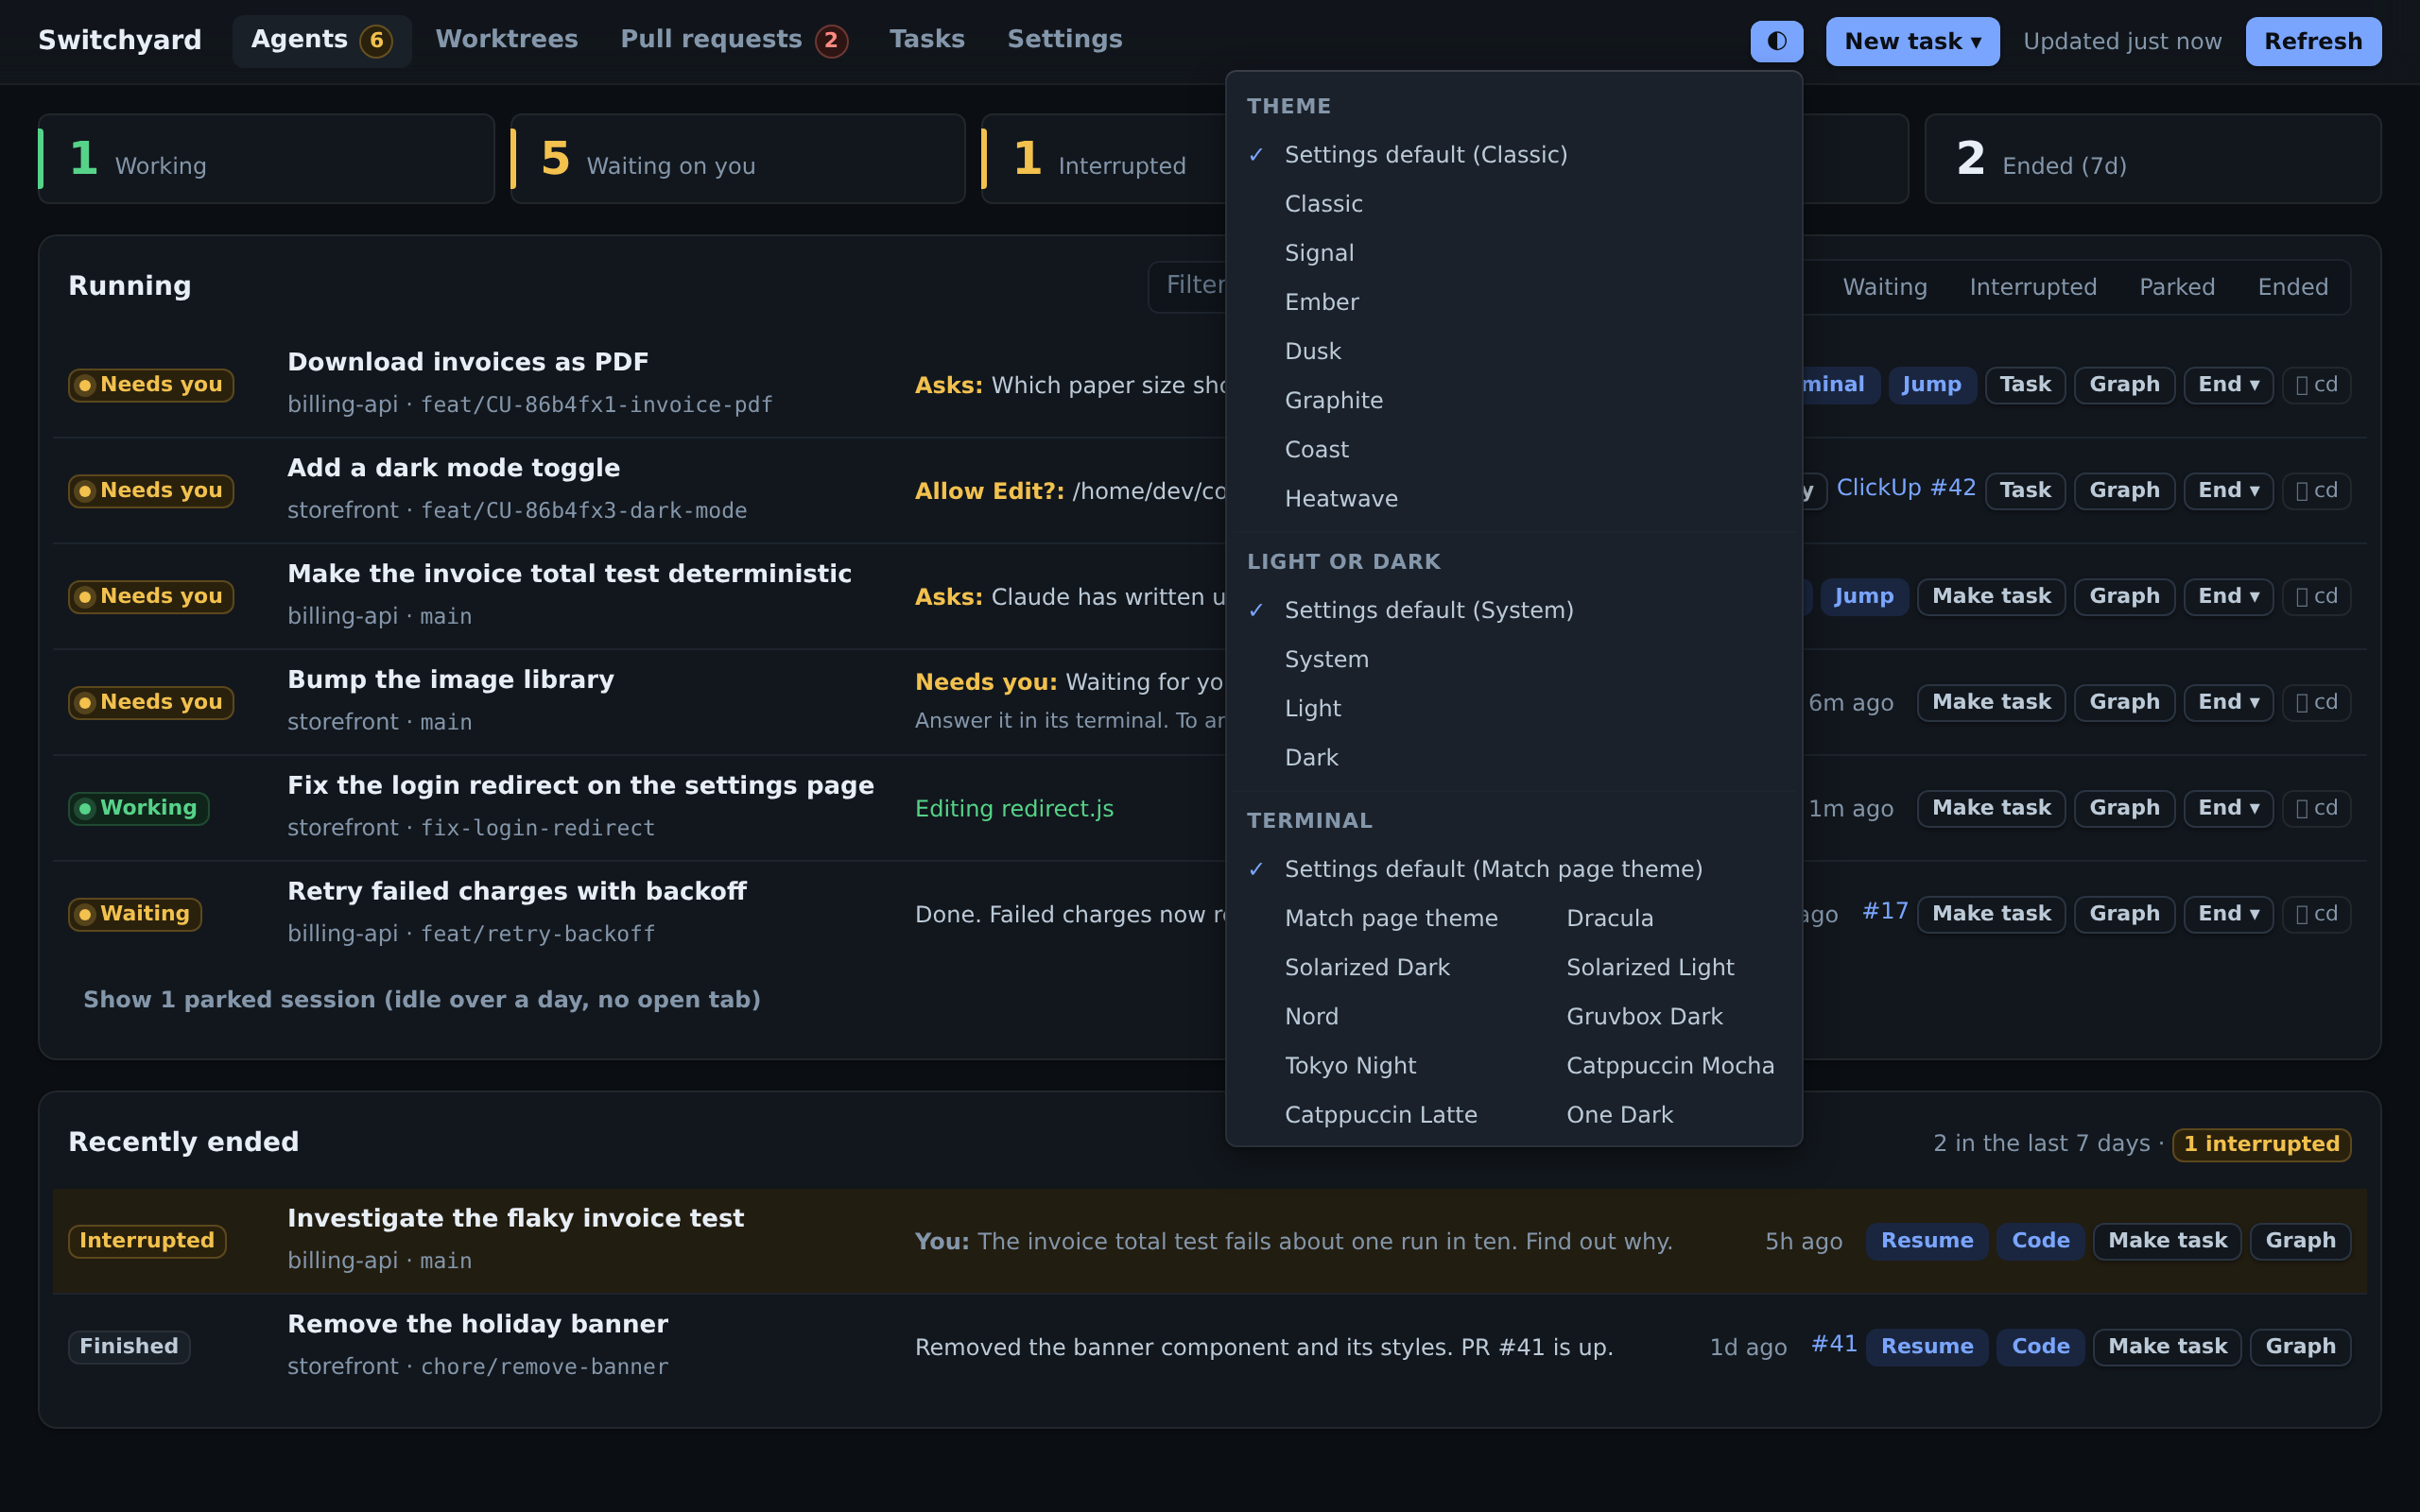 Switchyard Agents 6 Worktrees Pull requests 2 Tasks Settings New task ▾ Updated just now Refresh
1 Working 5 Waiting on you 1 Interrupted 2 Ended (7d)
THEME
✓ Settings default (Classic)
Classic
Signal
Ember
Dusk
Graphite
Coast
Heatwave
LIGHT OR DARK
✓ Settings default (System)
System
Light
Dark
TERMINAL
✓ Settings default (Match page theme)
Match page theme Dracula
Solarized Dark Solarized Light
Nord Gruvbox Dark
Tokyo Night Catppuccin Mocha
Catppuccin Latte One Dark
Running Filter Waiting Interrupted Parked Ended
Download invoices as PDF
Needs you Asks: Which paper size Jump Task Graph End ▾ cd
billing-api · feat/CU-86b4fx1-invoice-pdf
Add a dark mode toggle
Needs you Allow Edit?: /home/dev/co ClickUp #42 Task Graph End ▾ cd
storefront · feat/CU-86b4fx3-dark-mode
Make the invoice total test deterministic
Needs you Asks: Claude has written Jump Make task Graph End ▾ cd
billing-api · main
Bump the image library
Needs you Needs you: Waiting for 6m ago Make task Graph End ▾ cd
storefront · main Answer it in its terminal. To
Fix the login redirect on the settings page
Working Editing redirect.js 1m ago Make task Graph End ▾ cd
storefront · fix-login-redirect
Retry failed charges with backoff
Waiting Done. Failed charges now ago #17 Make task Graph End ▾ cd
billing-api · feat/retry-backoff
Show 1 parked session (idle over a day, no open tab)
Recently ended 2 in the last 7 days · 1 interrupted
Investigate the flaky invoice test
Interrupted You: The invoice total test fails about one run in ten. Find out why. 5h ago Resume Code Make task Graph
billing-api · main
Remove the holiday banner
Finished Removed the banner component and its styles. PR #41 is up. 1d ago #41 Resume Code Make task Graph
storefront · chore/remove-banner